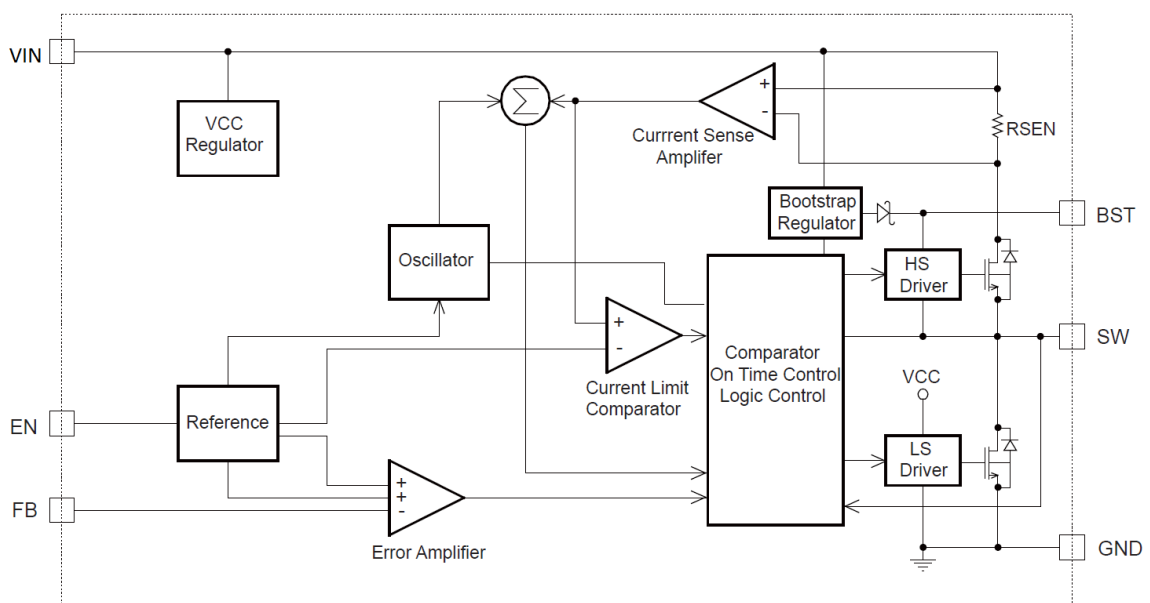 VIN
VCC
Regulator
Σ
+
-
Currrent Sense
Amplifer
RSEN
Bootstrap
Regulator
BST
Oscillator
HS
Driver
+
-
Current Limit
Comparator
Comparator
On Time Control
Logic Control
SW
VCC
EN
Reference
LS
Driver
FB
+
+
-
Error Amplifier
GND